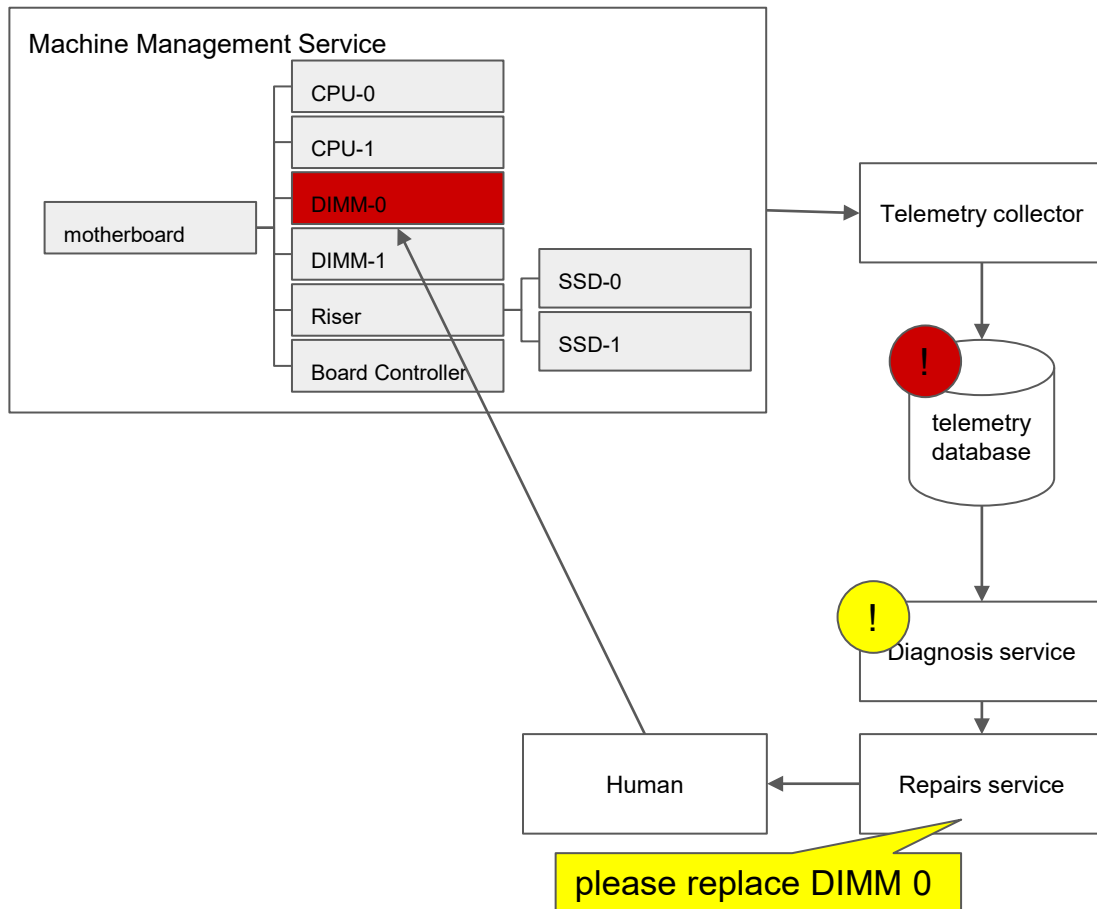 Machine Management Service
CPU-0
CPU-1
DIMM-0
motherboard
DIMM-1
Riser
Board Controller
SSD-0
SSD-1
Telemetry collector
!
telemetry
database
!
Diagnosis service
Repairs service
Human
please replace DIMM 0